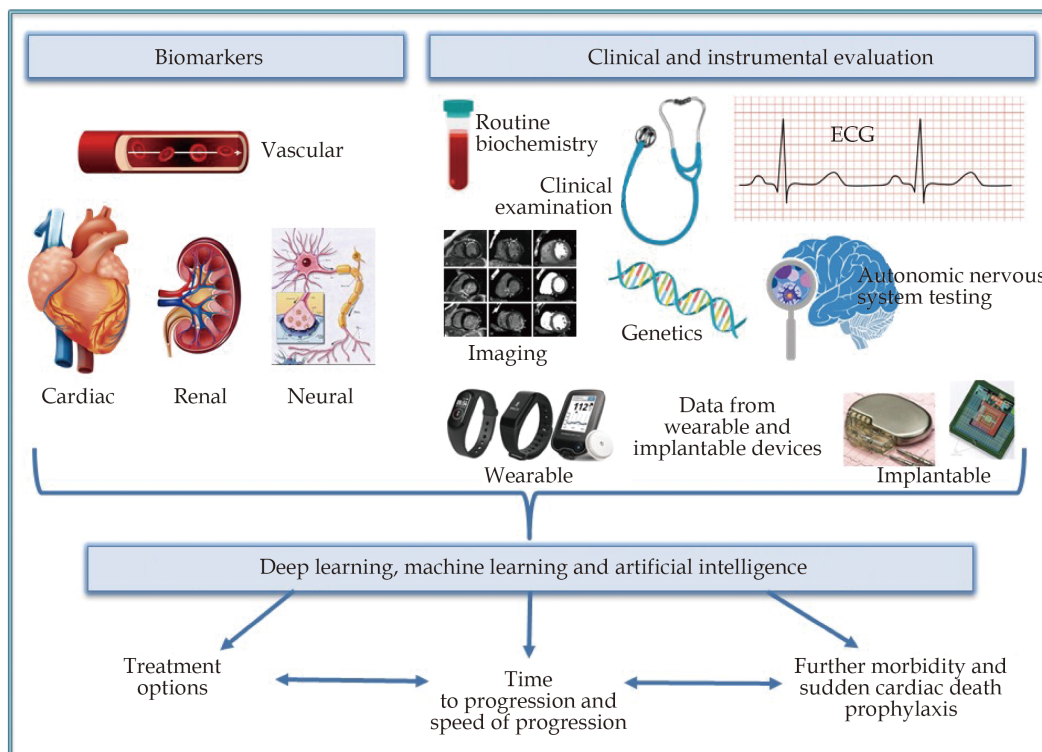 Biomarkers
Clinical and instrumental evaluation
Vascular
Cardiac
Renal
Neural
Routine
biochemistry
Clinical
examination
ECG
Imaging
Genetics
Autonomic nervous
system testing
Wearable
112
Data from
wearable and
implantable devices
Implantable
Deep learning, machine learning and artificial intelligence
Treatment
options
Time
to progression and
speed of progression
Further morbidity and
sudden cardiac death
prophylaxis